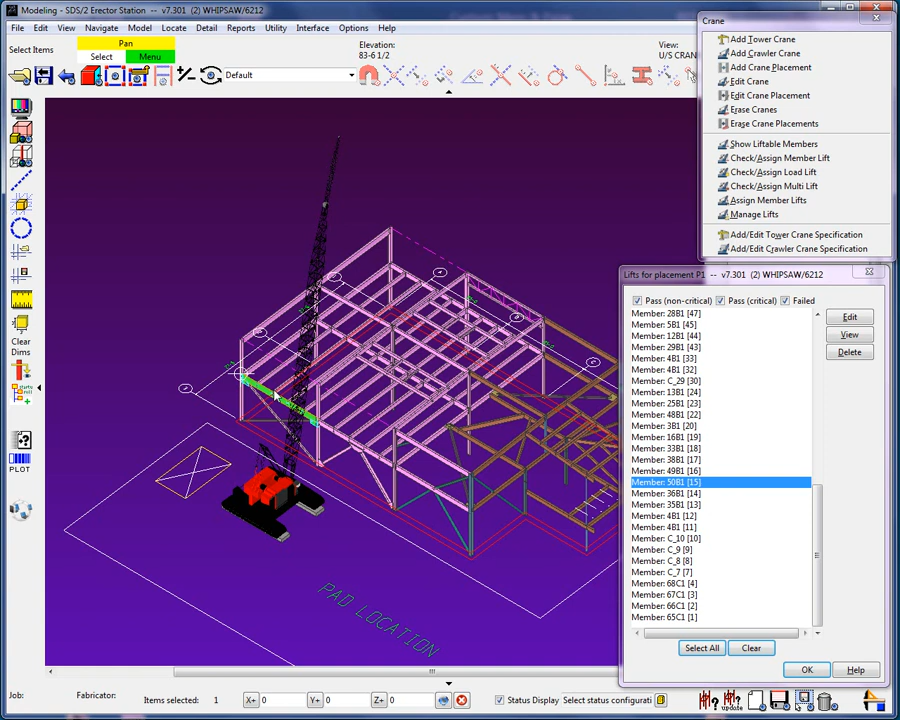 Modeling - SDS/2 Erector Station -- v7.301 (2) WHIPSAW/6212
File Edit View Navigate Model Locate Detail Reports Utility Interface Options Help
Select Items
Pan
Select Menu
Elevation:
83-6 1/2
View:
U/S CRAN
Default
Crane
Add Tower Crane
Add Crawler Crane
Add Crane Placement
Edit Crane
Edit Crane Placement
Erase Cranes
Erase Crane Placements
Show Liftable Members
Check/Assign Member Lift
Check/Assign Load Lift
Check/Assign Multi Lift
Assign Member Lifts
Manage Lifts
Add/Edit Tower Crane Specification
Add/Edit Crawler Crane Specification
Lifts for placement P1 -- v7.301 (2) WHIPSAW/6212
Pass (non-critical) Pass (critical) Failed
Member: 28B1 [47]
Member: 5B1 [45]
Member: 12B1 [44]
Member: 29B1 [43]
Member: 4B1 [33]
Member: C_29 [30]
Member: 13B1 [24]
Member: 25B1 [23]
Member: 48B1 [22]
Member: 3B1 [20]
Member: 16B1 [19]
Member: 33B1 [18]
Member: 38B1 [17]
Member: 49B1 [16]
Member: 50B1 [15]
Member: 36B1 [14]
Member: 35B1 [13]
Member: 4B1 [12]
Member: 4B1 [11]
Member: C_10 [10]
Member: C_9 [9]
Member: C_8 [8]
Member: C_7 [7]
Member: 68C1 [4]
Member: 67C1 [3]
Member: 66C1 [2]
Member: 65C1 [1]
Edit
View
Delete
Select All
Clear
OK
Help
Clear
Dims
PLOT
PAD LOCATION
Job:
Fabricator:
Items selected: 1
X+ 0
Y+ 0
Z+ 0
Status Display
Select status configurati
update